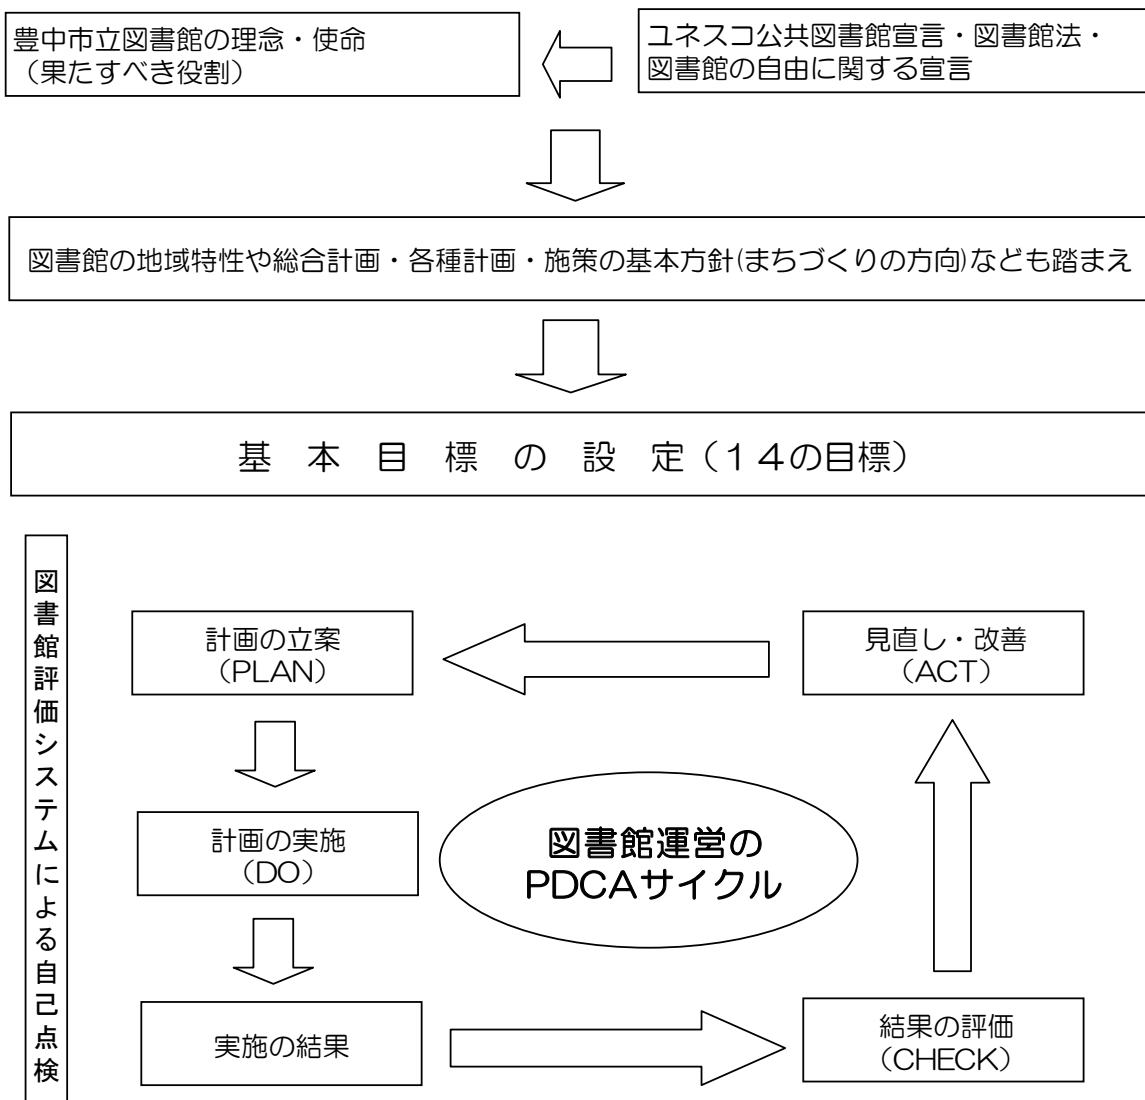 豊中市立図書館の理念・使命
（果たすべき役割）
ユネスコ公共図書館宣言・図書館法・
図書館の自由に関する宣言
図書館の地域特性や総合計画・各種計画・施策の基本方針(まちづくりの方向)なども踏まえ
基本目標の設定（１４の目標）
図書館評価システムによる自己点検
計画の立案
（PLAN）
見直し・改善
（ACT）
計画の実施
（DO）
図書館運営の
PDCAサイクル
実施の結果
結果の評価
（CHECK）